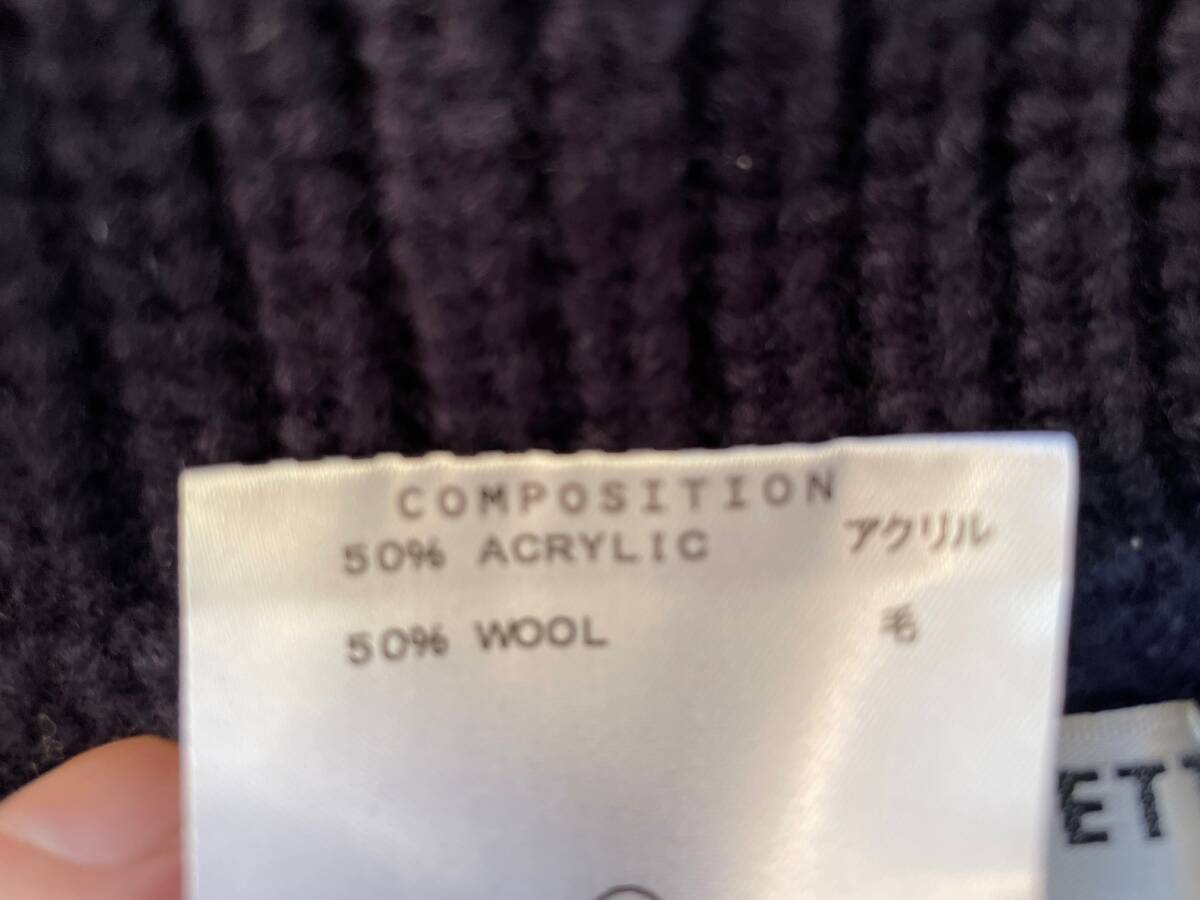 COMPOSITION
50% ACRYLIC アクリル
50% WOOL 毛